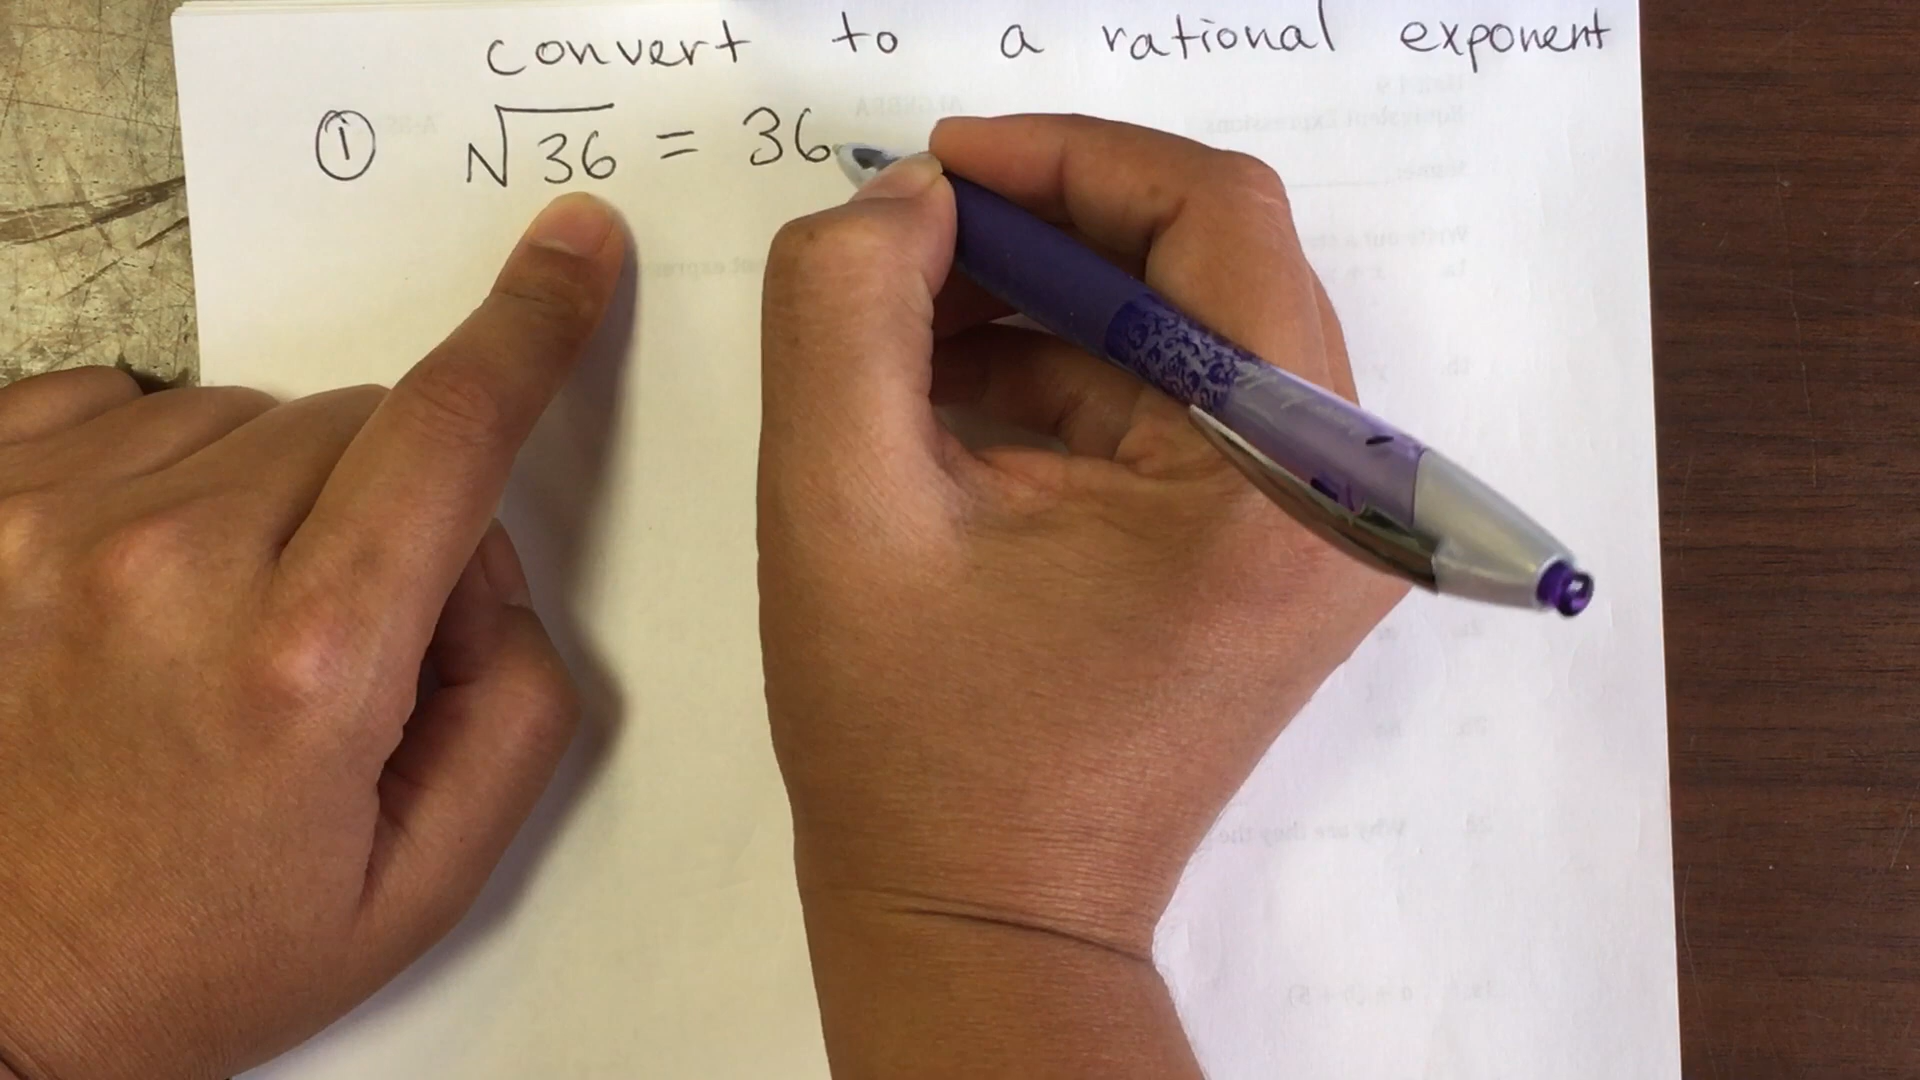 convert to a rational exponent
① √36 = 36